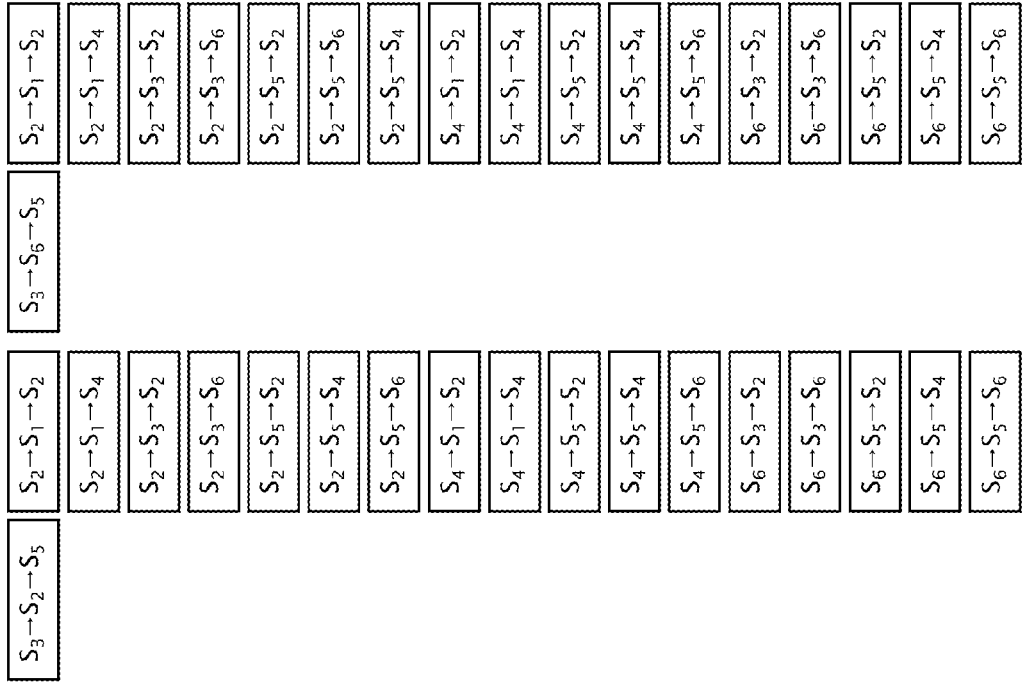 S₂→S₁→S₂
S₂→S₁→S₄
S₂→S₃→S₂
S₂→S₃→S₆
S₂→S₅→S₂
S₂→S₅→S₆
S₂→S₅→S₄
S₄→S₁→S₂
S₄→S₁→S₄
S₄→S₅→S₂
S₄→S₅→S₄
S₄→S₅→S₆
S₆→S₃→S₂
S₆→S₃→S₆
S₆→S₅→S₂
S₆→S₅→S₄
S₆→S₅→S₆
S₃→S₆→S₅
S₂→S₁→S₂
S₂→S₁→S₄
S₂→S₃→S₂
S₂→S₃→S₆
S₂→S₅→S₂
S₂→S₅→S₄
S₂→S₅→S₆
S₄→S₁→S₂
S₄→S₁→S₄
S₄→S₅→S₂
S₄→S₅→S₄
S₄→S₅→S₆
S₆→S₃→S₂
S₆→S₃→S₆
S₆→S₅→S₂
S₆→S₅→S₄
S₆→S₅→S₆
S₃→S₂→S₅